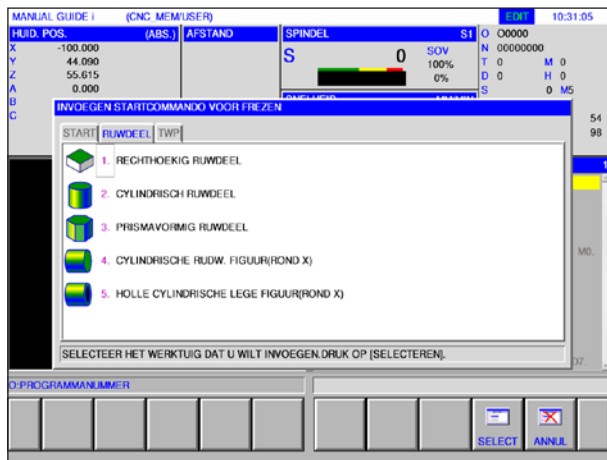 MANUAL GUIDE i (CNC_MEM/USER) EDIT 10:31:05
HUID. POS. (ABS.) AFSTAND SPINDEL S1 O O0000
X -100.000 S 0 SOV N 00000000
Y 44.090 100% T 0 M 0
Z 55.615 0% D 0 H 0
A 0.000 S 0 M5
B
C 54
98
INVOEGEN STARTCOMMANDO VOOR FREZEN
START RUWDEEL TWP
1. RECHTHOEKIG RUWDEEL
2. CYLINDRISCH RUWDEEL
3. PRISMAVORMIG RUWDEEL
4. CYLINDRISCHE RUDW. FIGUUR(ROND X)
5. HOLLE CYLINDRISCHE LEGE FIGUUR(ROND X)
M0.
SELECTEER HET WERKTUIG DAT U WILT INVOEGEN.DRUK OP [SELECTEREN].
O:PROGRAMMANUMMER
SELECT ANNUL